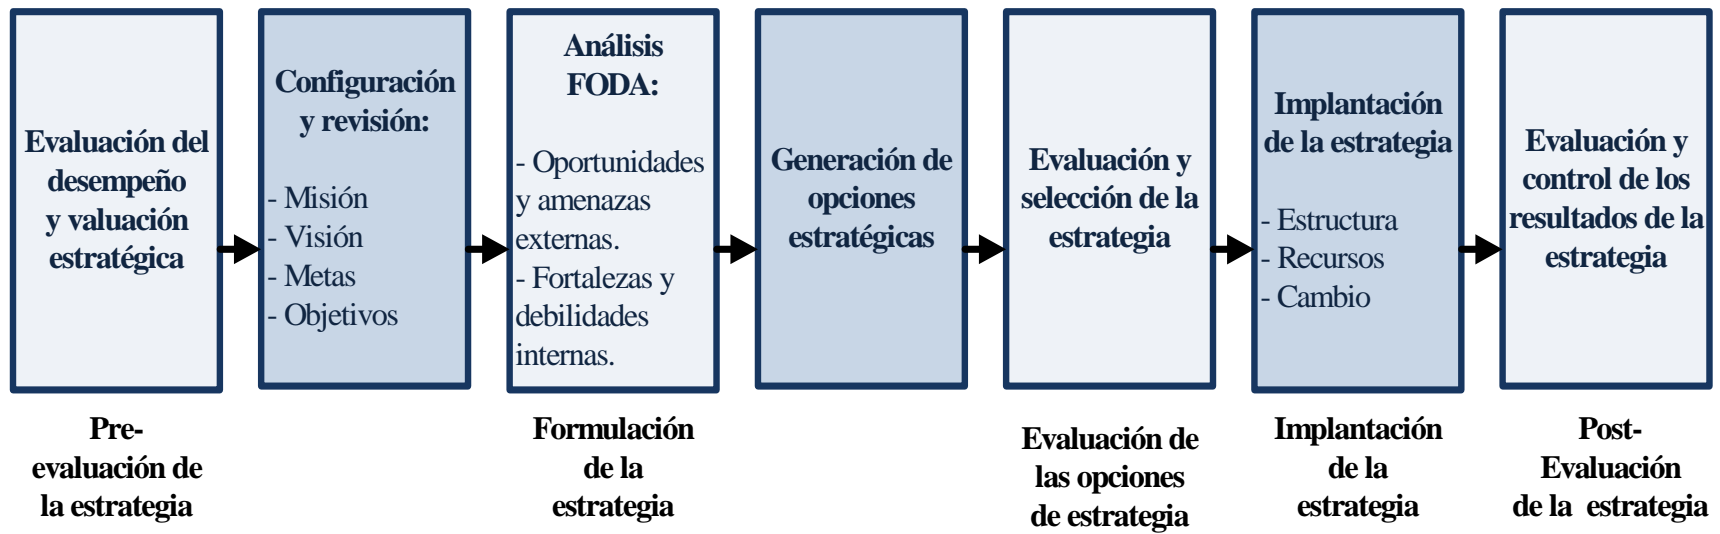 Evaluación del
desempeño
y valuación
estratégica
Configuración
y revisión:
- Misión
- Visión
- Metas
- Objetivos
Análisis
FODA:
- Oportunidades
y amenazas
externas.
- Fortalezas y
debilidades
internas.
Generación de
opciones
estratégicas
Evaluación y
selección de la
estrategia
Implantación
de la estrategia
- Estructura
- Recursos
- Cambio
Evaluación y
control de los
resultados de la
estrategia
Pre-
evaluación de
la estrategia
Formulación
de la
estrategia
Evaluación de
las opciones
de estrategia
Implantación
de la
estrategia
Post-
Evaluación
de la estrategia